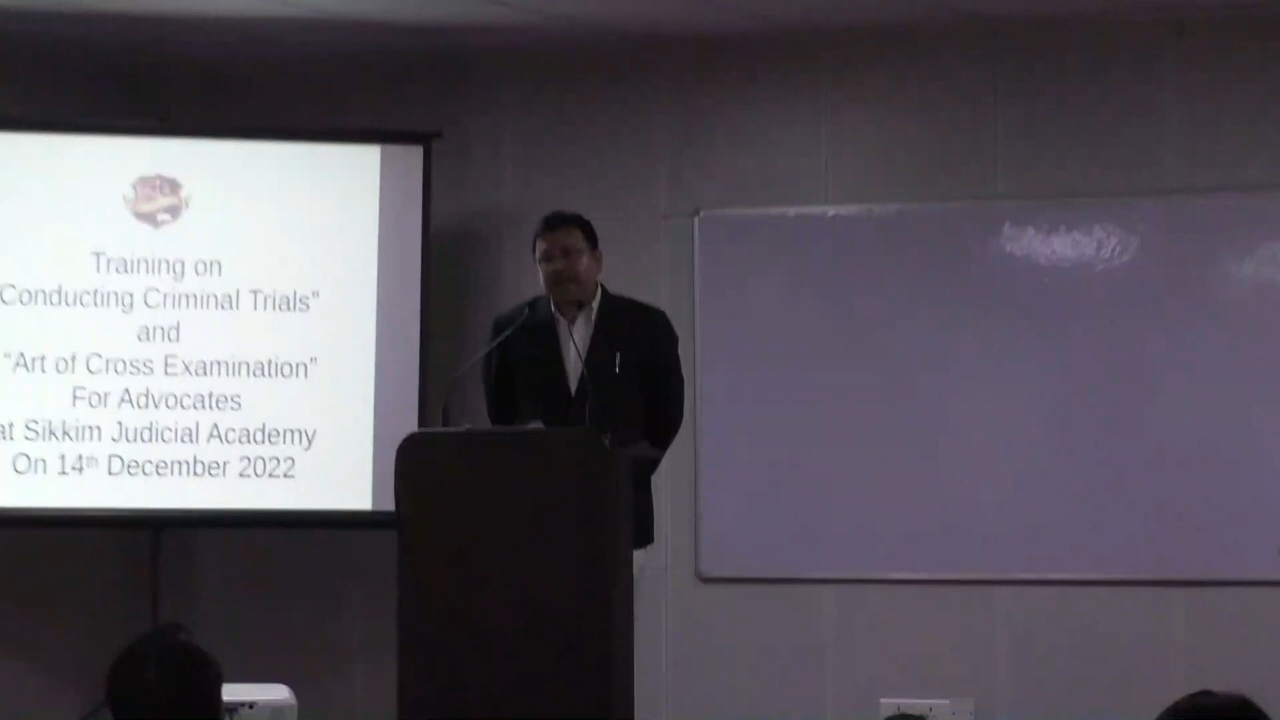 Training on
Conducting Criminal Trials"
and
"Art of Cross Examination"
For Advocates
at Sikkim Judicial Academy
On 14th December 2022